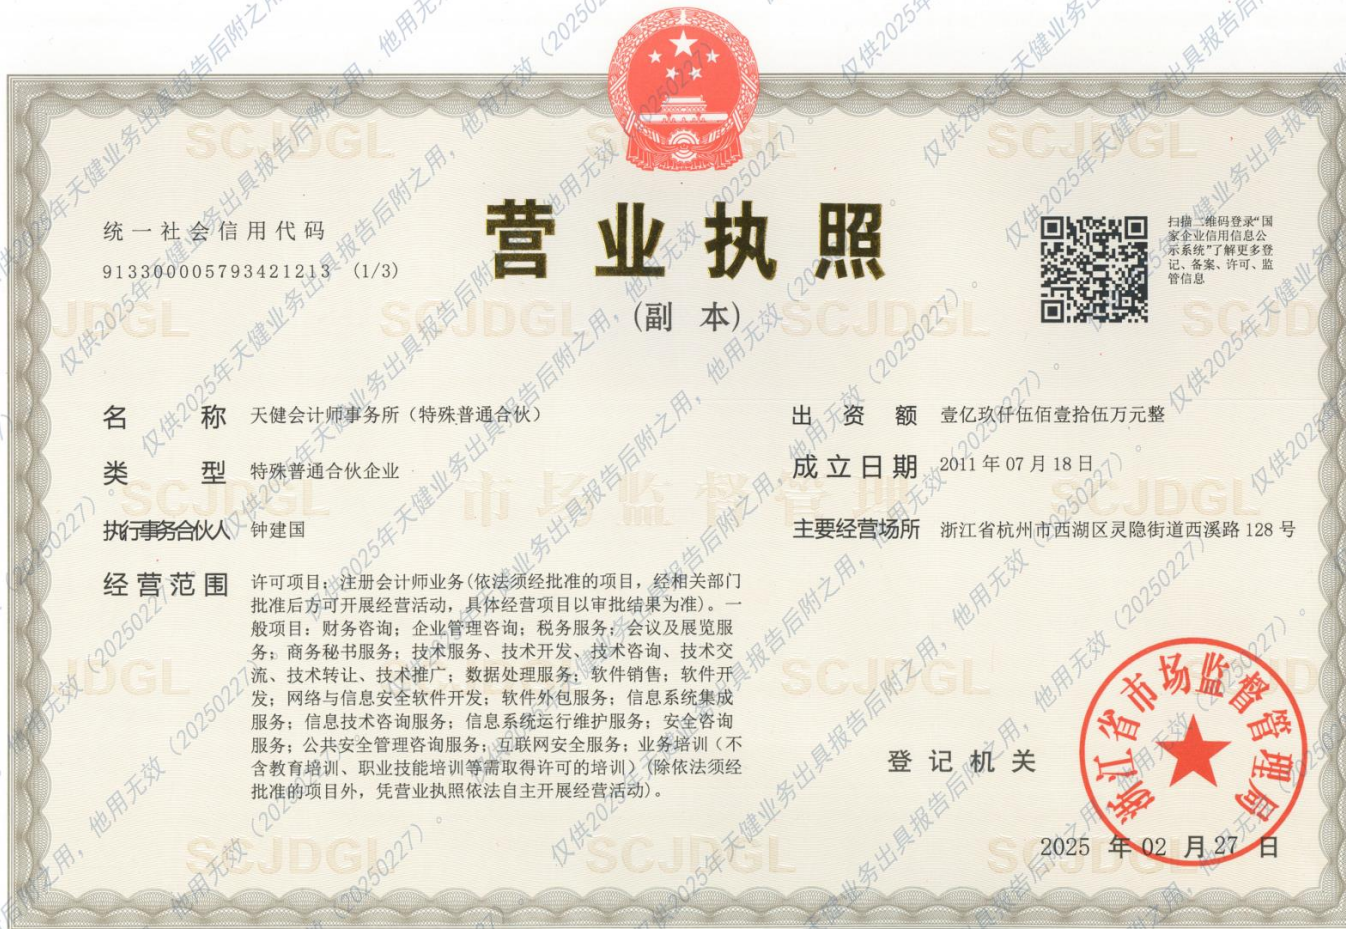 统一社会信用代码
913300005793421213 (1/3)
营业执照
(副 本)
扫描二维码登录“国
家企业信用信息公
示系统”了解更多登
记、备案、许可、监
管信息
名 称 天健会计师事务所（特殊普通合伙）
类 型 特殊普通合伙企业
执行事务合伙人 钟建国
经营范围 许可项目：注册会计师业务(依法须经批准的项目，经相关部门
批准后方可开展经营活动，具体经营项目以审批结果为准)。一
般项目：财务咨询；企业管理咨询；税务服务；会议及展览服
务；商务秘书服务；技术服务、技术开发、技术咨询、技术交
流、技术转让、技术推广；数据处理服务；软件销售；软件开
发；网络与信息安全软件开发；软件外包服务；信息系统集成
服务；信息技术咨询服务；信息系统运行维护服务；安全咨询
服务；公共安全管理咨询服务；互联网安全服务；业务培训（不
含教育培训、职业技能培训等需取得许可的培训）(除依法须经
批准的项目外，凭营业执照依法自主开展经营活动)。
出 资 额 壹亿玖仟伍佰壹拾伍万元整
成立日期 2011 年 07 月 18 日
主要经营场所 浙江省杭州市西湖区灵隐街道西溪路 128 号
登记机关
浙江省市场监督管理局
2025 年 02 月 27 日
SCJDGL
市场监督管理
仅供2025年天健业务出具报告后附之用，他用无效（20250227）。